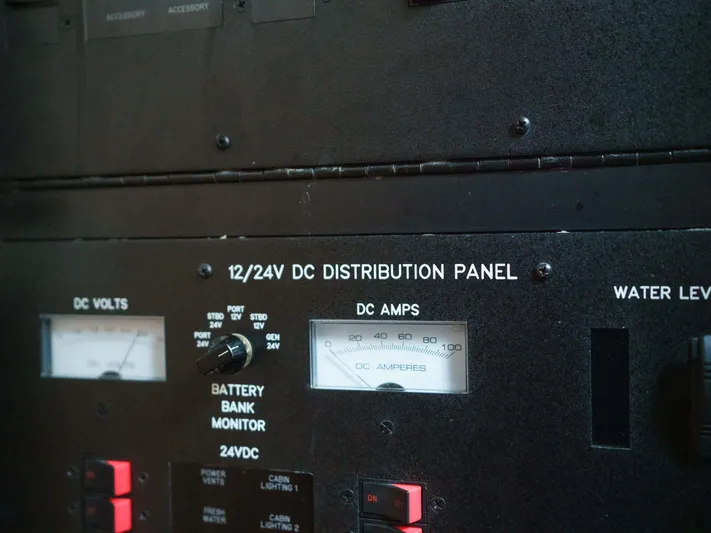 ACCESSORY ACCESSORY
12/24V DC DISTRIBUTION PANEL
DC VOLTS
PORT
24V
STBD
24V
PORT
12V
STBD
12V
GEN
24V
BATTERY
BANK
MONITOR
DC AMPS
0 20 40 60 80 100
DC AMPERES
WATER LEV
24VDC
POWER
VENTS
CABIN
LIGHTING 1
FRESH
WATER
CABIN
LIGHTING 2
ON